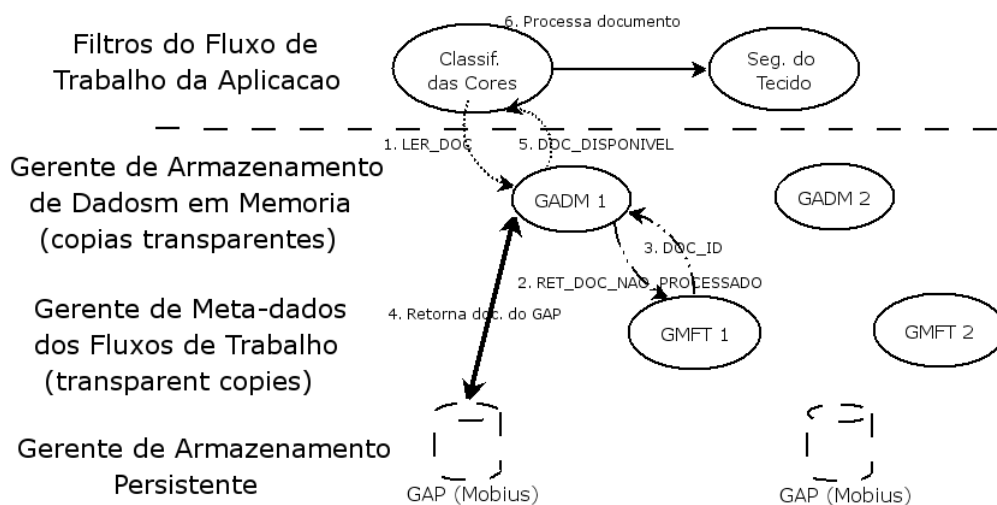 6. Processa documento
Filtros do Fluxo de
Trabalho da Aplicacao
Classif.
das Cores
Seg. do
Tecido
1. LER_DOC
5. DOC_DISPONIVEL
Gerente de Armazenamento
de Dadosm em Memoria
(copias transparentes)
GADM 1
GADM 2
3. DOC_ID
2. RET_DOC_NAO_PROCESSADO
Gerente de Meta-dados
dos Fluxos de Trabalho
(transparent copies)
4. Retorna doc. do GAP
GMFT 1
GMFT 2
Gerente de Armazenamento
Persistente
GAP (Mobius)
GAP (Mobius)